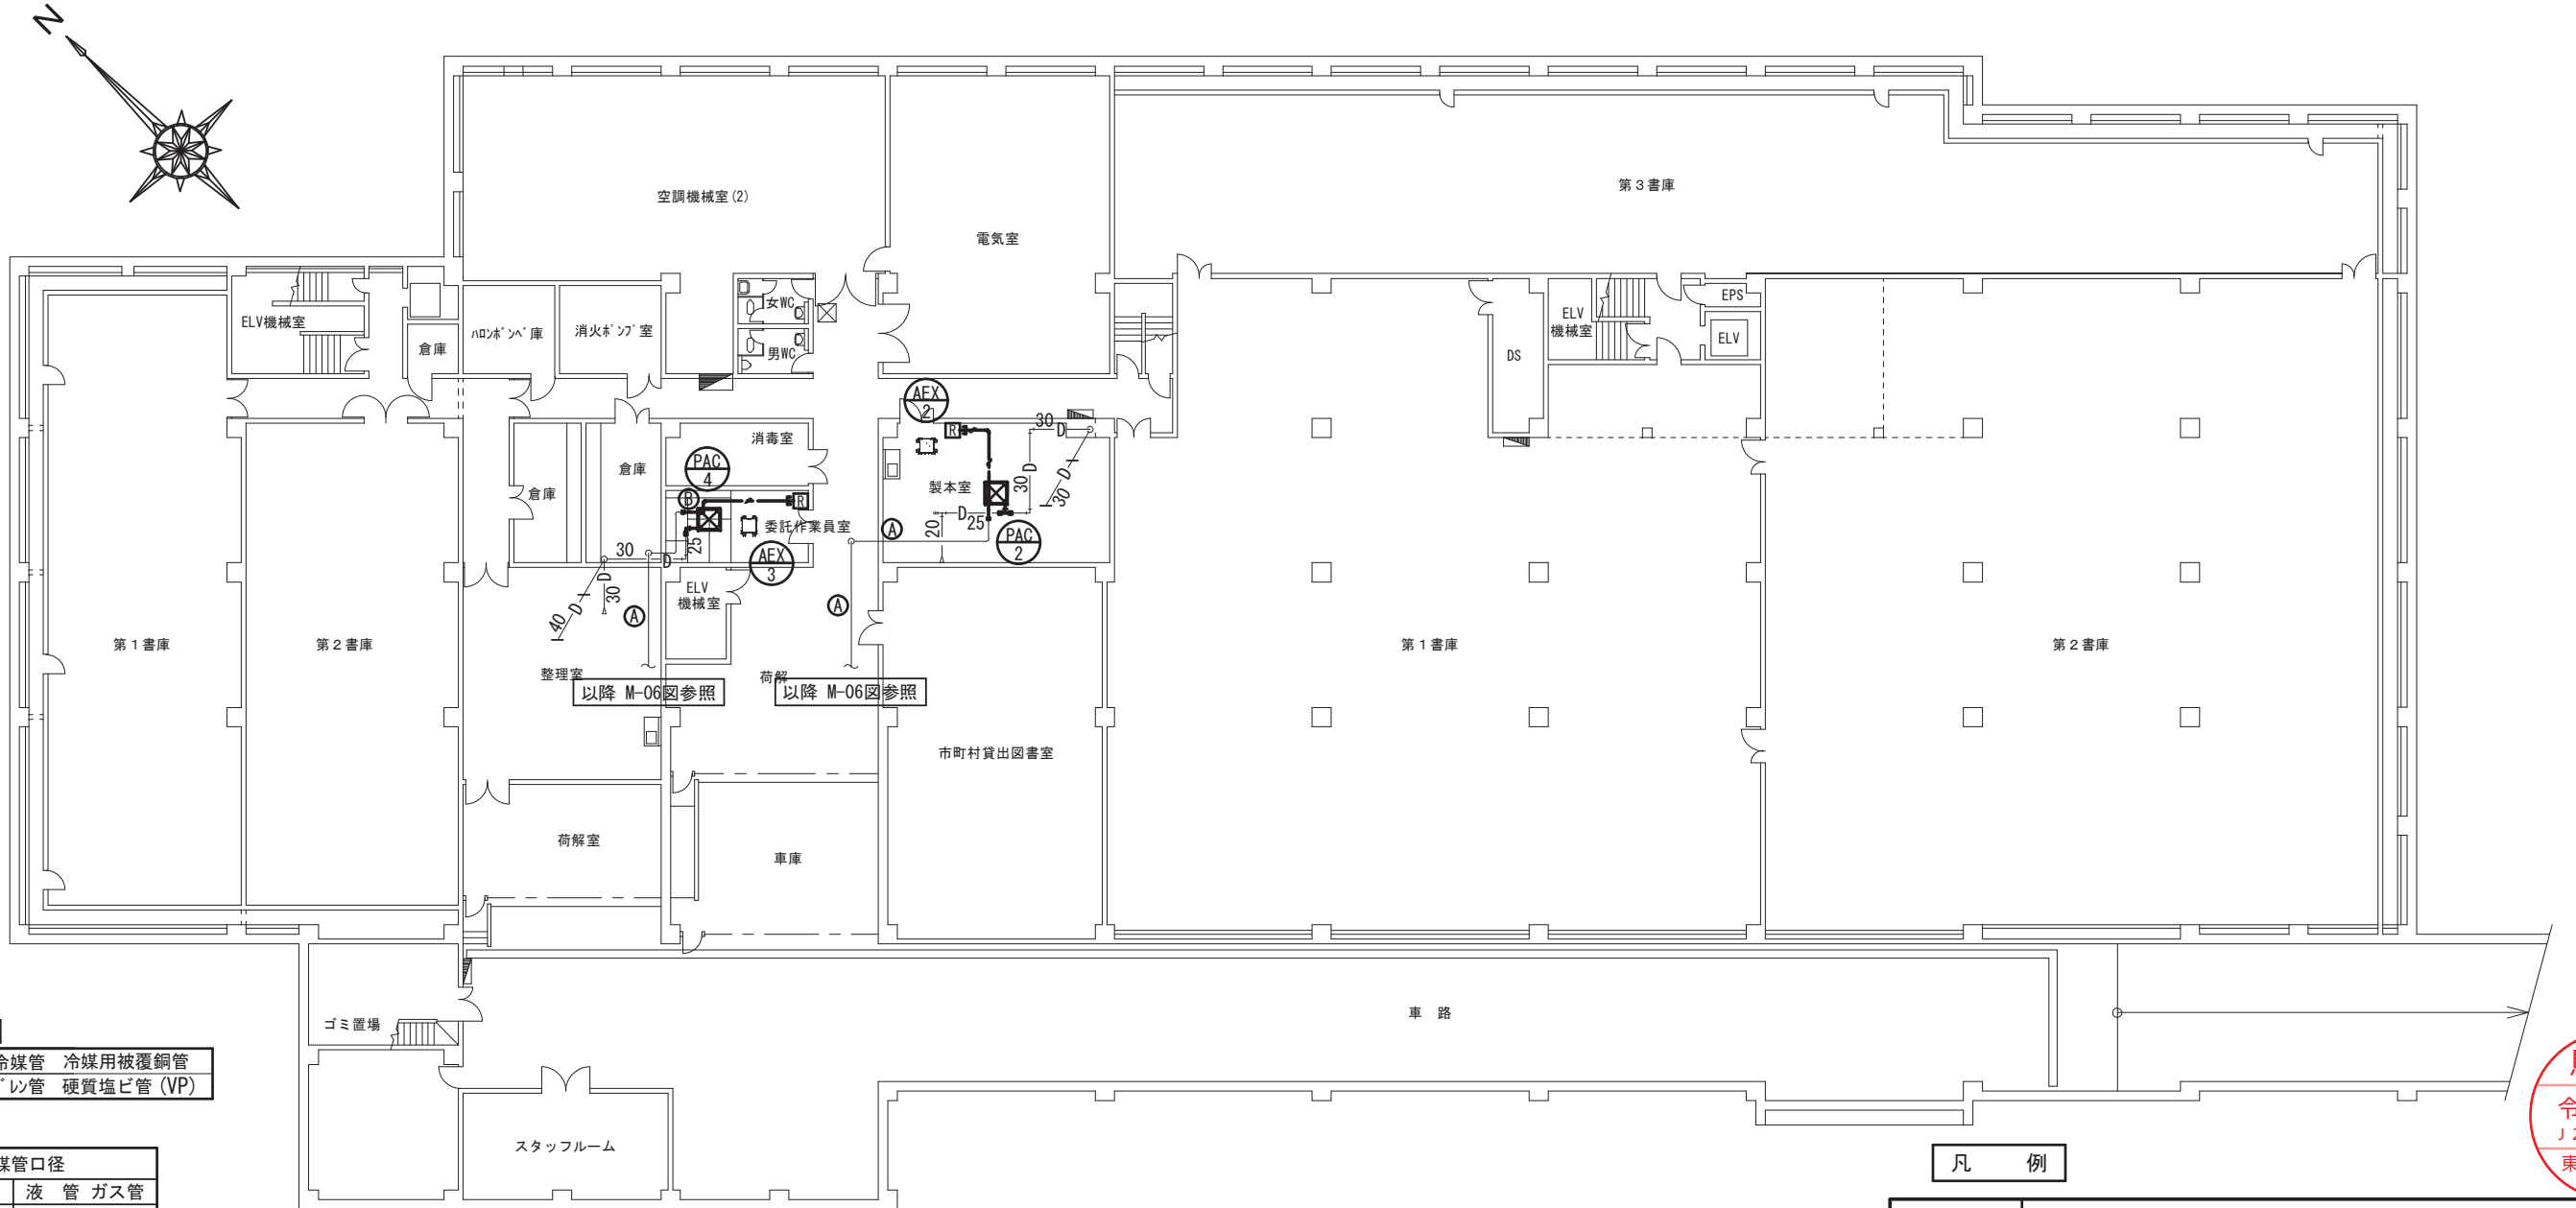 N
空調機械室(2)
電気室
第3書庫
ELV機械室
倉庫
ハロンボンベ庫
消火ポンプ室
女WC
男WC
DS
ELV
機械室
EPS
ELV
AEX
2
R
30
D
D
30
D
30
消毒室
PAC
4
倉庫
倉庫
B
R
製本室
委託作業員室
A
D
25
20
PAC
2
AEX
3
25
30
D
D
30
D
40
A
A
ELV
機械室
第1書庫
第2書庫
整理室
荷解
以降 M-06図参照
以降 M-06図参照
第1書庫
第2書庫
市町村貸出図書室
荷解室
車庫
車 路
ゴミ置場
冷媒管 冷媒用被覆銅管
ドレン管 硬質塩ビ管(VP)
スタッフルーム
媒管口径
液 管 ガス管
凡 例
令
J 2
東